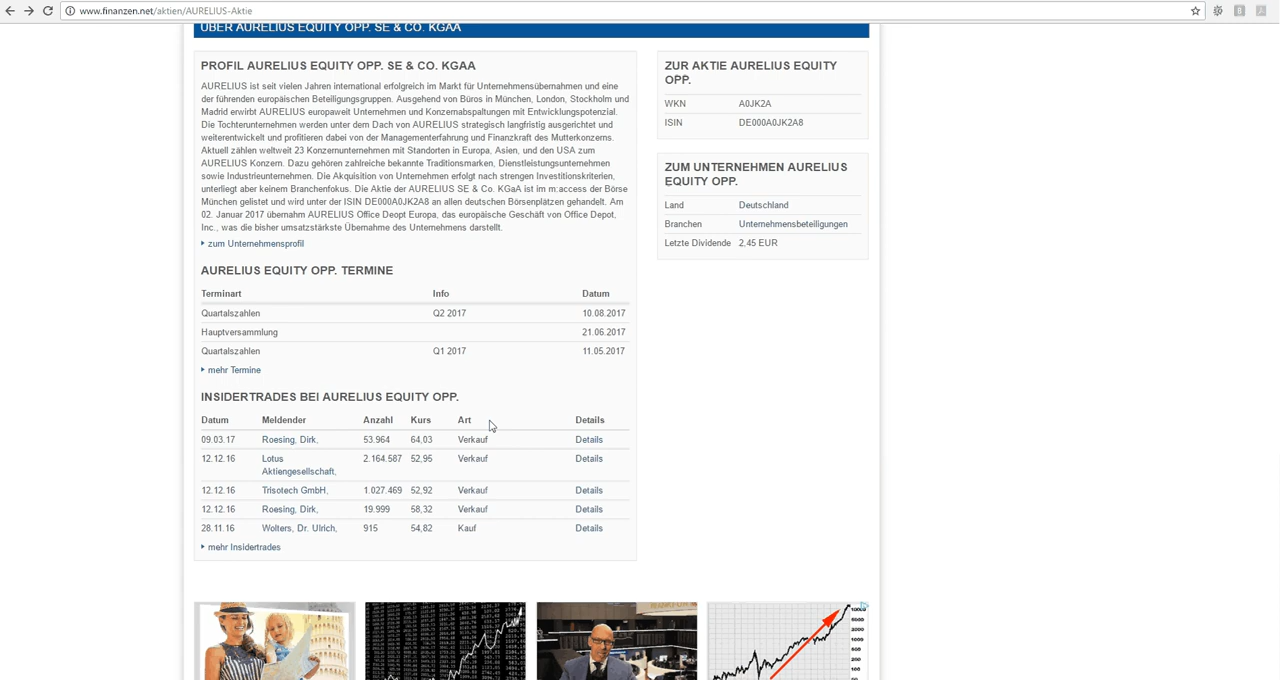 www.finanzen.net/aktien/AURELIUS-Aktie
ÜBER AURELIUS EQUITY OPP. SE & CO. KGAA
PROFIL AURELIUS EQUITY OPP. SE & CO. KGAA
AURELIUS ist seit vielen Jahren international erfolgreich im Markt für Unternehmensübernahmen und eine
der führenden europäischen Beteiligungsgruppen. Ausgehend von Büros in München, London, Stockholm und
Madrid erwirbt AURELIUS europaweit Unternehmen und Konzernabspaltungen mit Entwicklungspotenzial.
Die Tochterunternehmen werden unter dem Dach von AURELIUS strategisch langfristig ausgerichtet und
weiterentwickelt und profitieren dabei von der Managementerfahrung und Finanzkraft des Mutterkonzerns.
Aktuell zählen weltweit 23 Konzernunternehmen mit Standorten in Europa, Asien, und den USA zum
AURELIUS Konzern. Dazu gehören zahlreiche bekannte Traditionsmarken, Dienstleistungsunternehmen
sowie Industrieunternehmen. Die Akquisition von Unternehmen erfolgt nach strengen Investitionskriterien,
unterliegt aber keinem Branchenfokus. Die Aktie der AURELIUS SE & Co. KGaA ist im m:access der Börse
München gelistet und wird unter der ISIN DE000A0JK2A8 an allen deutschen Börsenplätzen gehandelt. Am
02. Januar 2017 übernahm AURELIUS Office Deopt Europa, das europäische Geschäft von Office Depot,
Inc., was die bisher umsatzstärkste Übernahme des Unternehmens darstellt.
zum Unternehmensprofil
AURELIUS EQUITY OPP. TERMINE
Terminart Info Datum
Quartalszahlen Q2 2017 10.08.2017
Hauptversammlung 21.06.2017
Quartalszahlen Q1 2017 11.05.2017
mehr Termine
INSIDERTRADES BEI AURELIUS EQUITY OPP.
Datum Meldender Anzahl Kurs Art Details
09.03.17 Roesing, Dirk, 53.964 64,03 Verkauf Details
12.12.16 Lotus 2.164.587 52,95 Verkauf Details
Aktiengesellschaft,
12.12.16 Trisotech GmbH, 1.027.469 52,92 Verkauf Details
12.12.16 Roesing, Dirk, 19.999 58,32 Verkauf Details
28.11.16 Wolters, Dr. Ulrich, 915 54,82 Kauf Details
mehr Insidertrades
ZUR AKTIE AURELIUS EQUITY
OPP.
WKN A0JK2A
ISIN DE000A0JK2A8
ZUM UNTERNEHMEN AURELIUS
EQUITY OPP.
Land Deutschland
Branchen Unternehmensbeteiligungen
Letzte Dividende 2,45 EUR